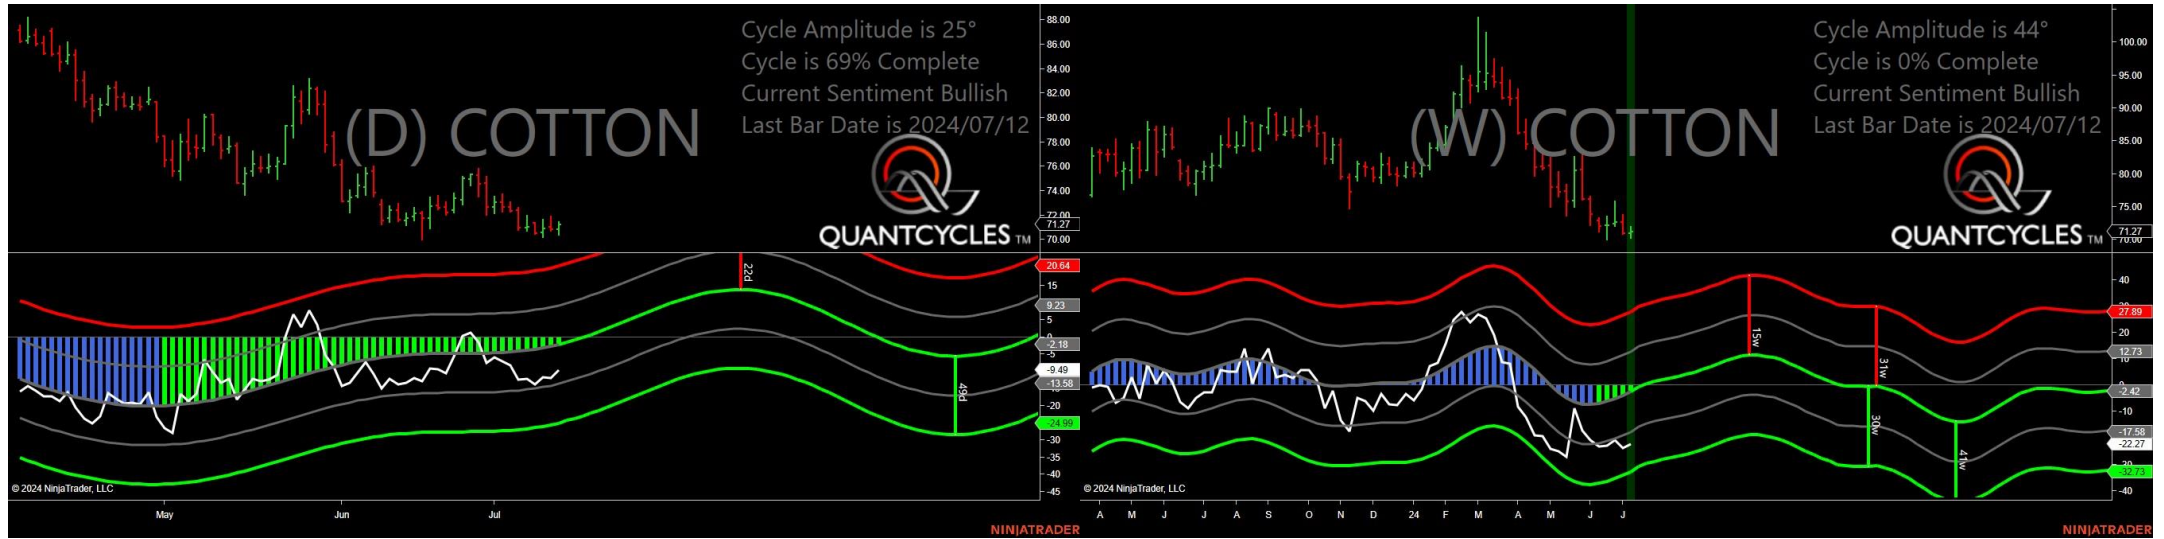 Cycle Amplitude is 25°
Cycle is 69% Complete
Current Sentiment Bullish
Last Bar Date is 2024/07/12
(D) COTTON
QUANTCYCLES TM
88.00
86.00
84.00
82.00
80.00
78.00
76.00
74.00
72.00
71.27
70.00
22d
49d
20.64
15
9.23
5
0
-2.18
-5
-9.49
-13.58
-20
-24.99
-30
-35
-40
-45
© 2024 NinjaTrader, LLC
May Jun Jul
NINJATRADER
Cycle Amplitude is 44°
Cycle is 0% Complete
Current Sentiment Bullish
Last Bar Date is 2024/07/12
(W) COTTON
QUANTCYCLES TM
100.00
95.00
90.00
85.00
80.00
75.00
71.27
70.00
15w
31w
30w
41w
40
27.89
20
12.73
0
-2.42
-10
-17.58
-22.27
-32.73
-40
© 2024 NinjaTrader, LLC
A M J J A S O N D 24 F M A M J J
NINJATRADER